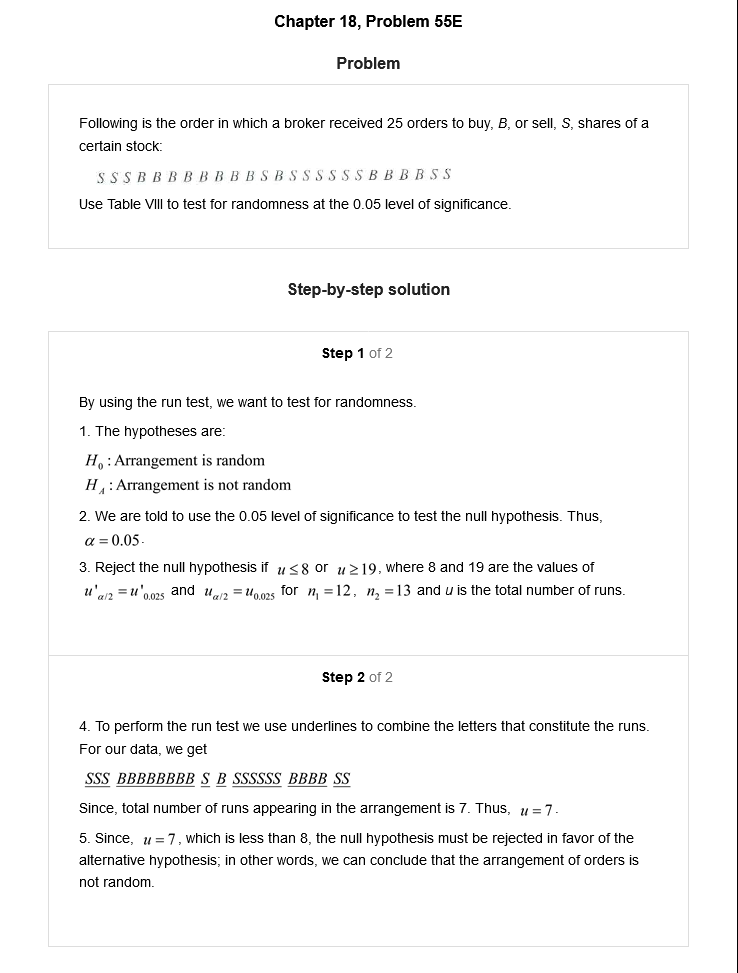 Chapter 18, Problem 55E
Problem
Following is the order in which a broker received 25 orders to buy, B, or sell, S, shares of a
certain stock:
S S S B B B B B B B B S B S S S S S S B B B B S S
Use Table VIII to test for randomness at the 0.05 level of significance.
Step-by-step solution
Step 1 of 2
By using the run test, we want to test for randomness.
1. The hypotheses are:
H₀ : Arrangement is random
H_A : Arrangement is not random
2. We are told to use the 0.05 level of significance to test the null hypothesis. Thus,
α = 0.05.
3. Reject the null hypothesis if u ≤ 8 or u ≥ 19, where 8 and 19 are the values of
u'_{α/2} = u'_{0.025} and u_{α/2} = u_{0.025} for n₁ = 12, n₂ = 13 and u is the total number of runs.
Step 2 of 2
4. To perform the run test we use underlines to combine the letters that constitute the runs.
For our data, we get
SSS BBBBBBBB S B SSSSSS BBBB SS
Since, total number of runs appearing in the arrangement is 7. Thus, u = 7.
5. Since, u = 7, which is less than 8, the null hypothesis must be rejected in favor of the
alternative hypothesis; in other words, we can conclude that the arrangement of orders is
not random.